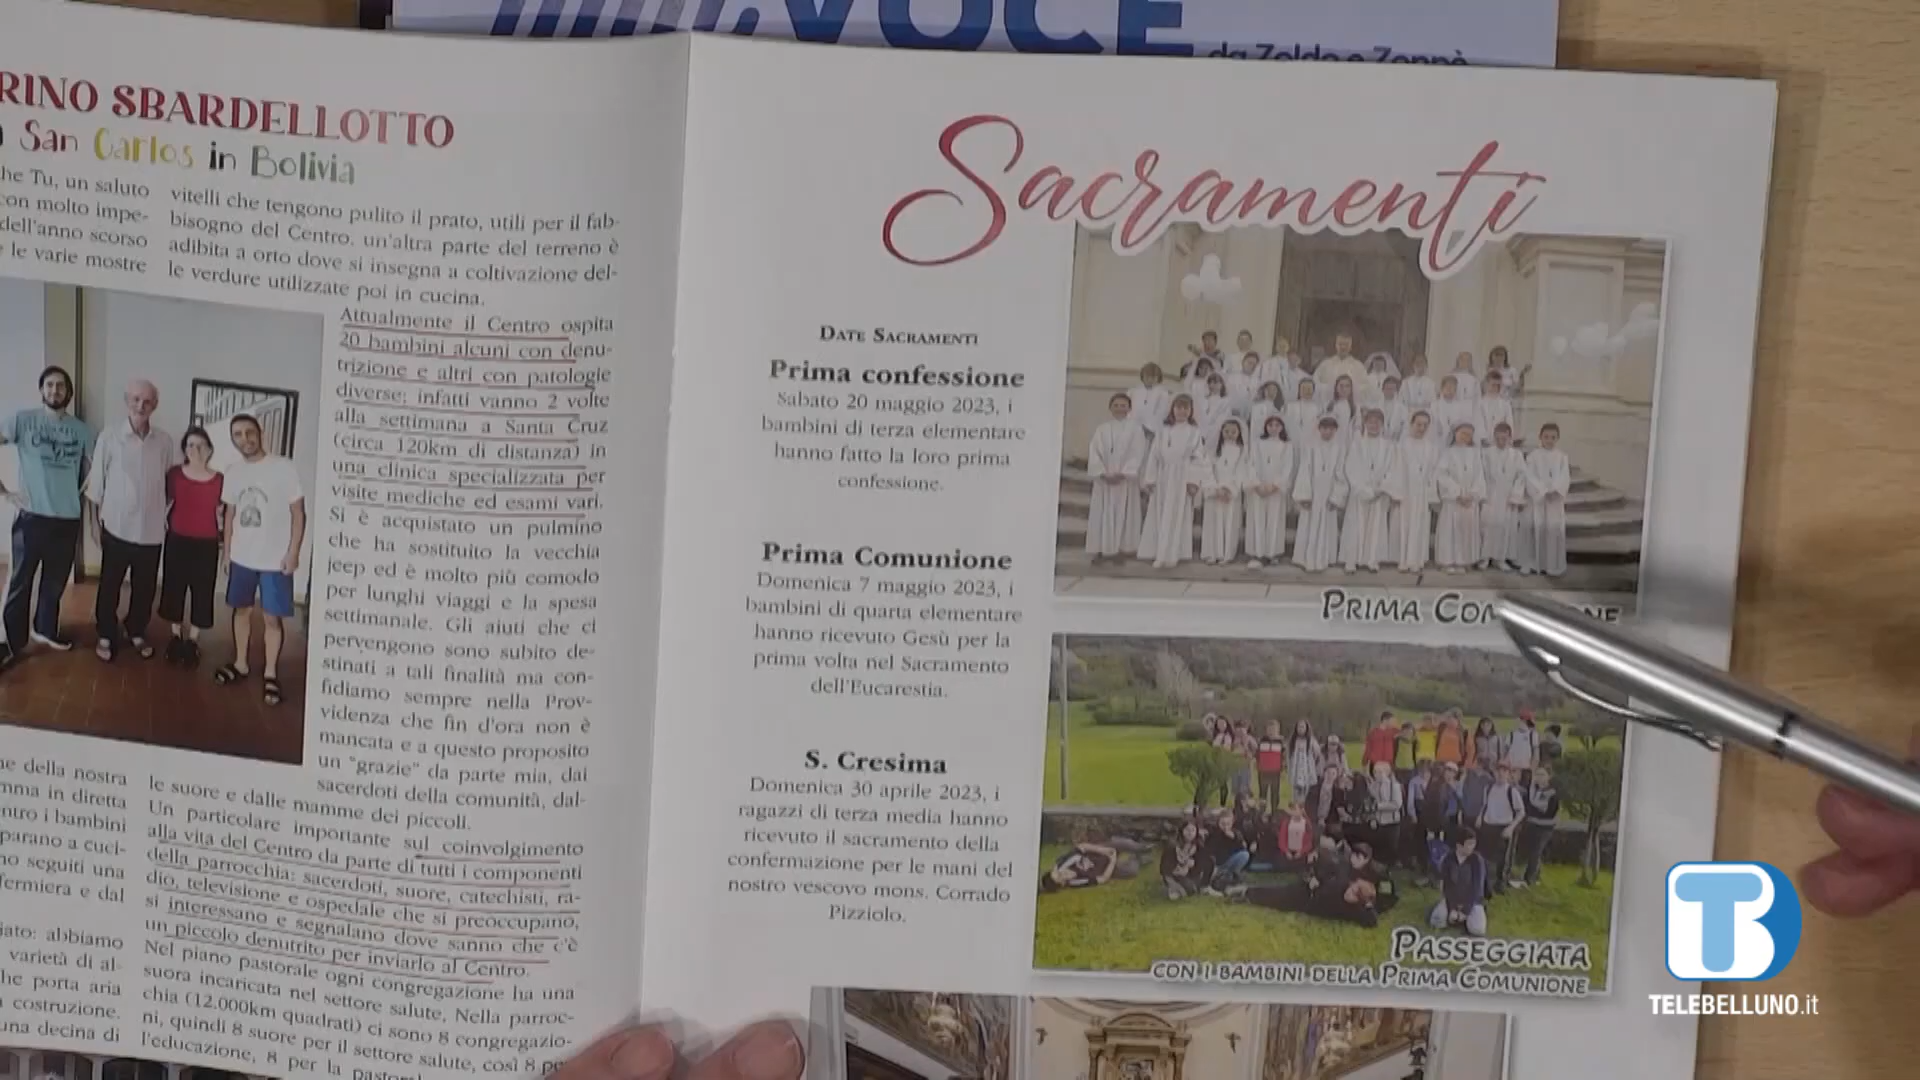 VOCE
da Zoldo e Zoppè
RINO SBARDELLOTTO
San Carlos in Bolivia
he Tu, un saluto
con molto impe-
dell'anno scorso
e le varie mostre
vitelli che tengono pulito il prato, utili per il fab-
bisogno del Centro. un'altra parte del terreno è
adibita a orto dove si insegna a coltivazione del-
le verdure utilizzate poi in cucina.
Attualmente il Centro ospita
20 bambini alcuni con denu-
trizione e altri con patologie
diverse; infatti vanno 2 volte
alla settimana a Santa Cruz
(circa 120km di distanza) in
una clinica specializzata per
visite mediche ed esami vari.
Si è acquistato un pulmino
che ha sostituito la vecchia
jeep ed è molto più comodo
per lunghi viaggi e la spesa
settimanale. Gli aiuti che ci
pervengono sono subito de-
stinati a tali finalità ma con-
fidiamo sempre nella Prov-
videnza che fin d'ora non è
mancata e a questo proposito
un "grazie" da parte mia, dai
sacerdoti della comunità, dal-
le suore e dalle mamme dei piccoli.
Un particolare importante sul coinvolgimento
alla vita del Centro da parte di tutti i componenti
della parrocchia: sacerdoti, suore, catechisti, ra-
dio, televisione e ospedale che si preoccupano,
si interessano e segnalano dove sanno che c'è
un piccolo denutrito per inviarlo al Centro.
Nel piano pastorale ogni congregazione ha una
suora incaricata nel settore salute. Nella parroc-
chia (12.000km quadrati) ci sono 8 congregazio-
ni, quindi 8 suore per il settore salute, così 8 pe
l'educazione, 8 per la pastor
ne della nostra
mma in diretta
ntro i bambini
parano a cuci-
no seguiti una
fermiera e dal
iato: abbiamo
varietà di al-
he porta aria
costruzione.
una decina di
Sacramenti
DATE SACRAMENTI
Prima confessione
Sabato 20 maggio 2023, i
bambini di terza elementare
hanno fatto la loro prima
confessione.
Prima Comunione
Domenica 7 maggio 2023, i
bambini di quarta elementare
hanno ricevuto Gesù per la
prima volta nel Sacramento
dell'Eucarestia.
S. Cresima
Domenica 30 aprile 2023, i
ragazzi di terza media hanno
ricevuto il sacramento della
confermazione per le mani del
nostro vescovo mons. Corrado
Pizziolo.
PRIMA COM NE
PASSEGGIATA
CON I BAMBINI DELLA PRIMA COMUNIONE
TB
TELEBELLUNO.it